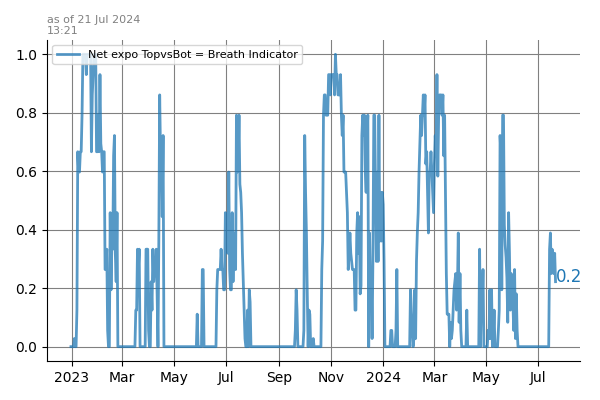 as of 21 Jul 2024
13:21
Net expo TopvsBot = Breath Indicator
1.0
0.8
0.6
0.4
0.2
0.2
0.0
2023 Mar May Jul Sep Nov 2024 Mar May Jul